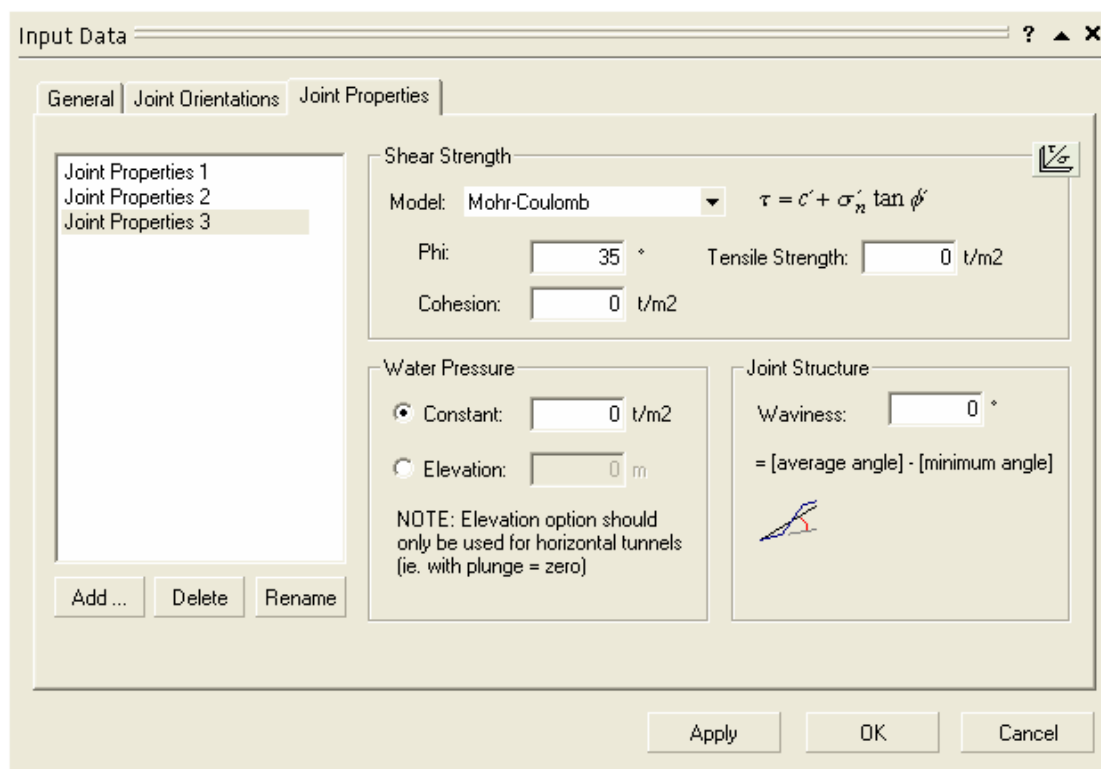 Input Data
? 
General Joint Orientations Joint Properties
Joint Properties 1
Joint Properties 2
Joint Properties 3
Add ... Delete Rename
Shear Strength
τ/σ
Model: Mohr-Coulomb τ = c′ + σ′n tan ϕ′
Phi: 35 ° Tensile Strength: 0 t/m2
Cohesion: 0 t/m2
Water Pressure
Constant: 0 t/m2
Elevation: 0 m
NOTE: Elevation option should
only be used for horizontal tunnels
(ie. with plunge = zero)
Joint Structure
Waviness: 0 °
= [average angle] - [minimum angle]
Apply OK Cancel